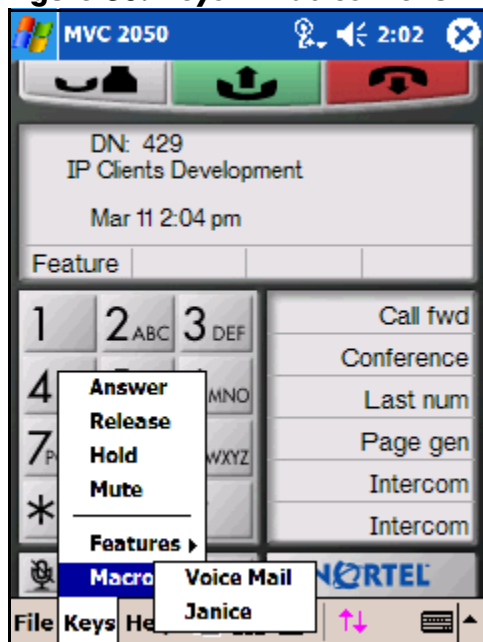 MVC 2050 2:02
DN: 429
IP Clients Development
Mar 11 2:04 pm
Feature
1 2 ABC 3 DEF
4 MNO
7 WXYZ
*
Call fwd
Conference
Last num
Page gen
Intercom
Intercom
NORTEL
Answer
Release
Hold
Mute
Features
Macro
Voice Mail
Janice
File Keys He